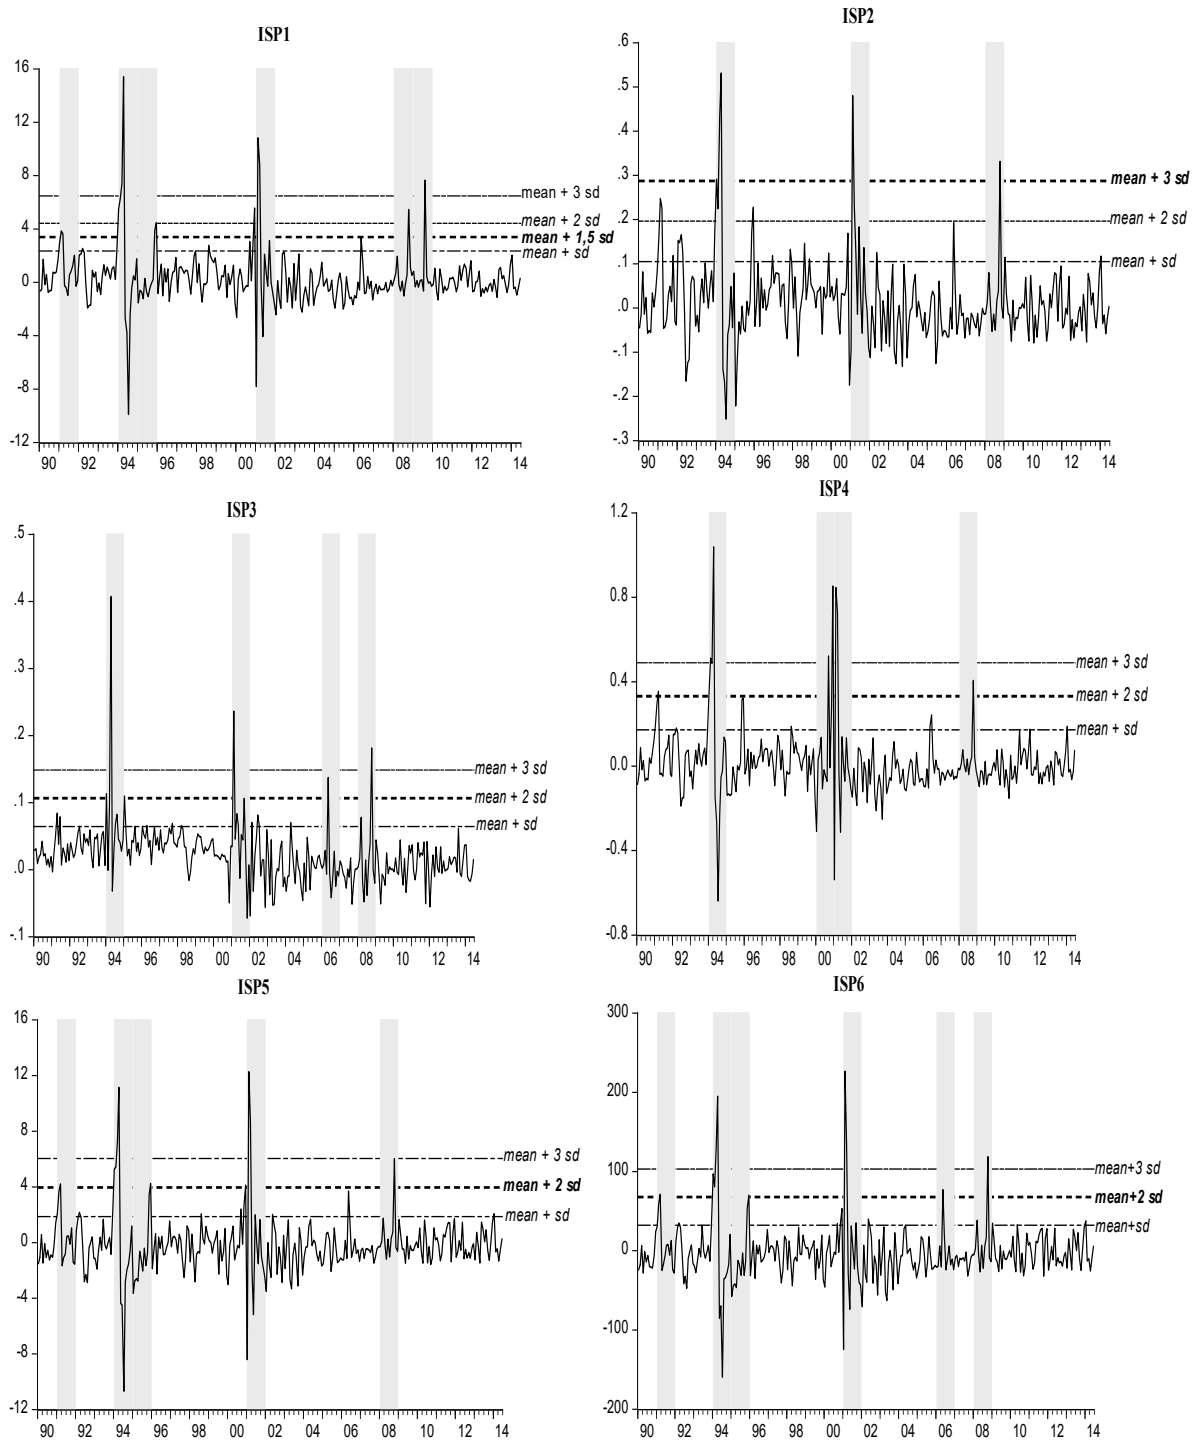 ISP1
16
12
8
4
0
-4
-8
-12
mean + 3 sd
mean + 2 sd
mean + 1,5 sd
mean + sd
90 92 94 96 98 00 02 04 06 08 10 12 14
ISP2
.6
.5
.4
.3
.2
.1
.0
-.1
-.2
-.3
mean + 3 sd
mean + 2 sd
mean + sd
90 92 94 96 98 00 02 04 06 08 10 12 14
ISP3
.5
.4
.3
.2
.1
.0
-.1
mean + 3 sd
mean + 2 sd
mean + sd
90 92 94 96 98 00 02 04 06 08 10 12 14
ISP4
1.2
0.8
0.4
0.0
-0.4
-0.8
mean + 3 sd
mean + 2 sd
mean + sd
90 92 94 96 98 00 02 04 06 08 10 12 14
ISP5
16
12
8
4
0
-4
-8
-12
mean + 3 sd
mean + 2 sd
mean + sd
90 92 94 96 98 00 02 04 06 08 10 12 14
ISP6
300
200
100
0
-100
-200
mean+3 sd
mean+2 sd
mean+sd
90 92 94 96 98 00 02 04 06 08 10 12 14